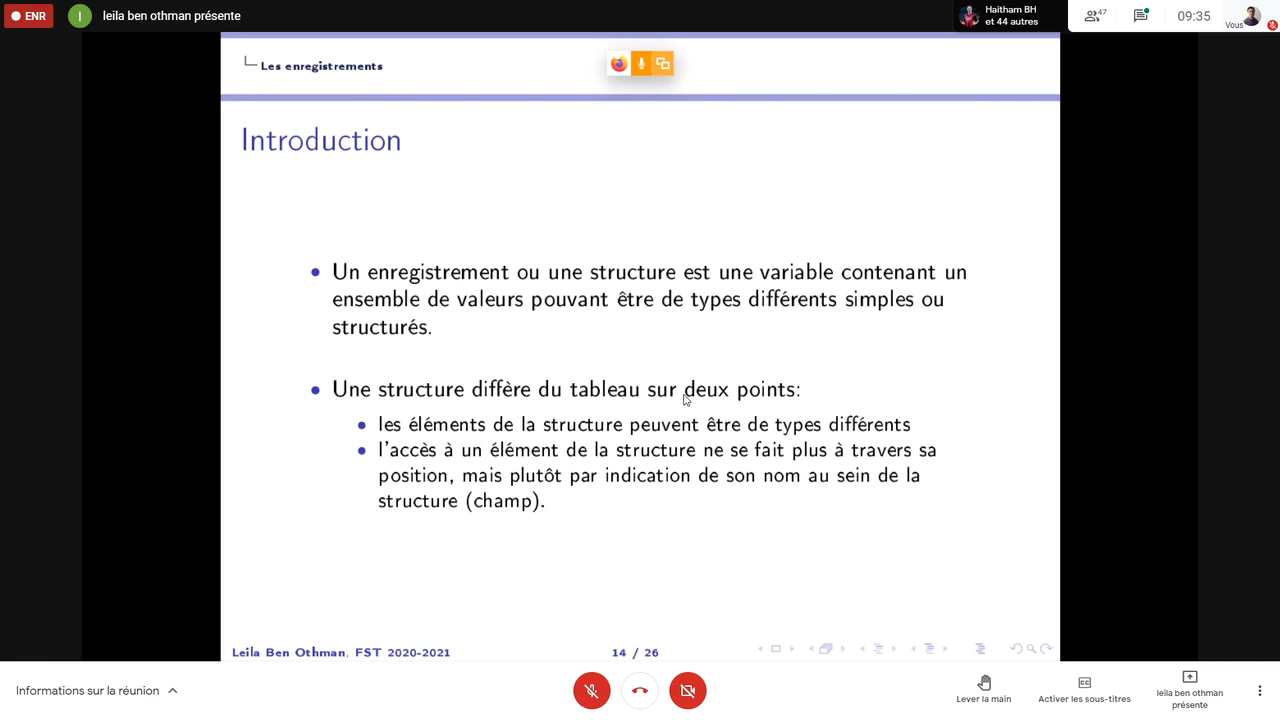 ENR
I
leila ben othman présente
Haitham BH
et 44 autres
47
09:35
Vous
Les enregistrements
Introduction
Un enregistrement ou une structure est une variable contenant un
ensemble de valeurs pouvant être de types différents simples ou
structurés.
Une structure diffère du tableau sur deux points:
les éléments de la structure peuvent être de types différents
l'accès à un élément de la structure ne se fait plus à travers sa
position, mais plutôt par indication de son nom au sein de la
structure (champ).
Leila Ben Othman, FST 2020-2021
14 / 26
Informations sur la réunion
Lever la main
Activer les sous-titres
leila ben othman
présente